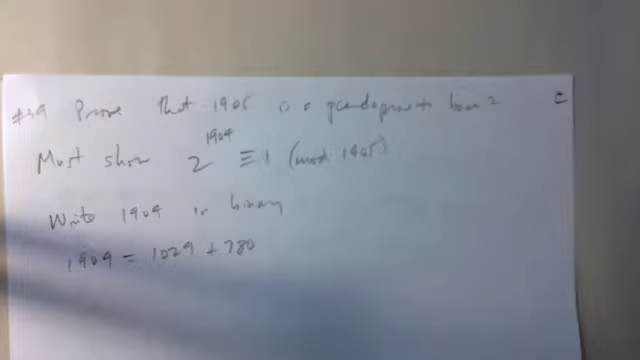 #39 Prove that 1905 is a pseudoprime to base 2
Must show 2^1904 ≡ 1 (mod 1905)
Write 1904 in binary
1904 = 1024 + 780